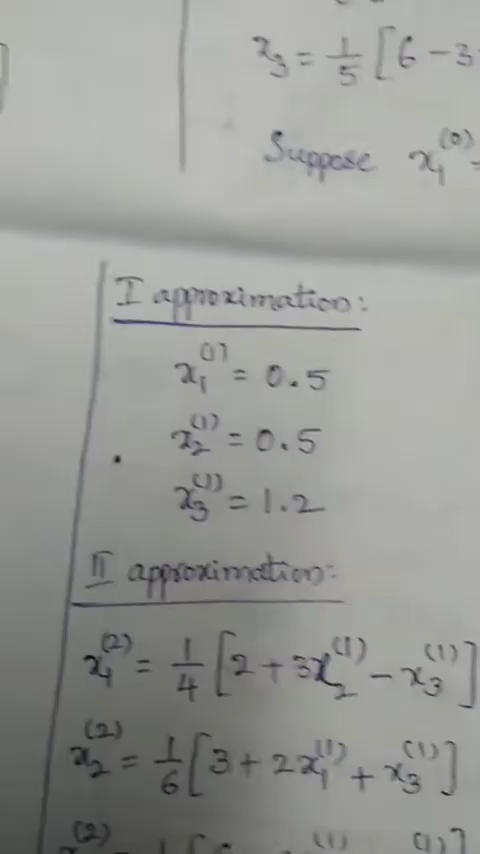 x₃ = 1/5 [6 - 3
Suppose x₁⁽⁰⁾ =
I approximation:
x₁⁽¹⁾ = 0.5
x₂⁽¹⁾ = 0.5
x₃⁽¹⁾ = 1.2
II approximation:
x₁⁽²⁾ = 1/4 [2 + 3x₂⁽¹⁾ - x₃⁽¹⁾]
x₂⁽²⁾ = 1/6 [3 + 2x₁⁽¹⁾ + x₃⁽¹⁾]